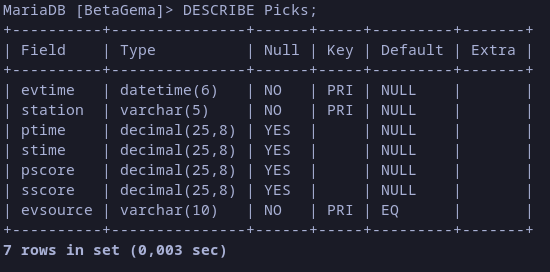 MariaDB [BetaGema]> DESCRIBE Picks;
+----------+---------------+------+-----+---------+-------+
| Field    | Type          | Null | Key | Default | Extra |
+----------+---------------+------+-----+---------+-------+
| evtime   | datetime(6)   | NO   | PRI | NULL    |       |
| station  | varchar(5)    | NO   | PRI | NULL    |       |
| ptime    | decimal(25,8) | YES  |     | NULL    |       |
| stime    | decimal(25,8) | YES  |     | NULL    |       |
| pscore   | decimal(25,8) | YES  |     | NULL    |       |
| sscore   | decimal(25,8) | YES  |     | NULL    |       |
| evsource | varchar(10)   | NO   | PRI | EQ      |       |
+----------+---------------+------+-----+---------+-------+
7 rows in set (0,003 sec)